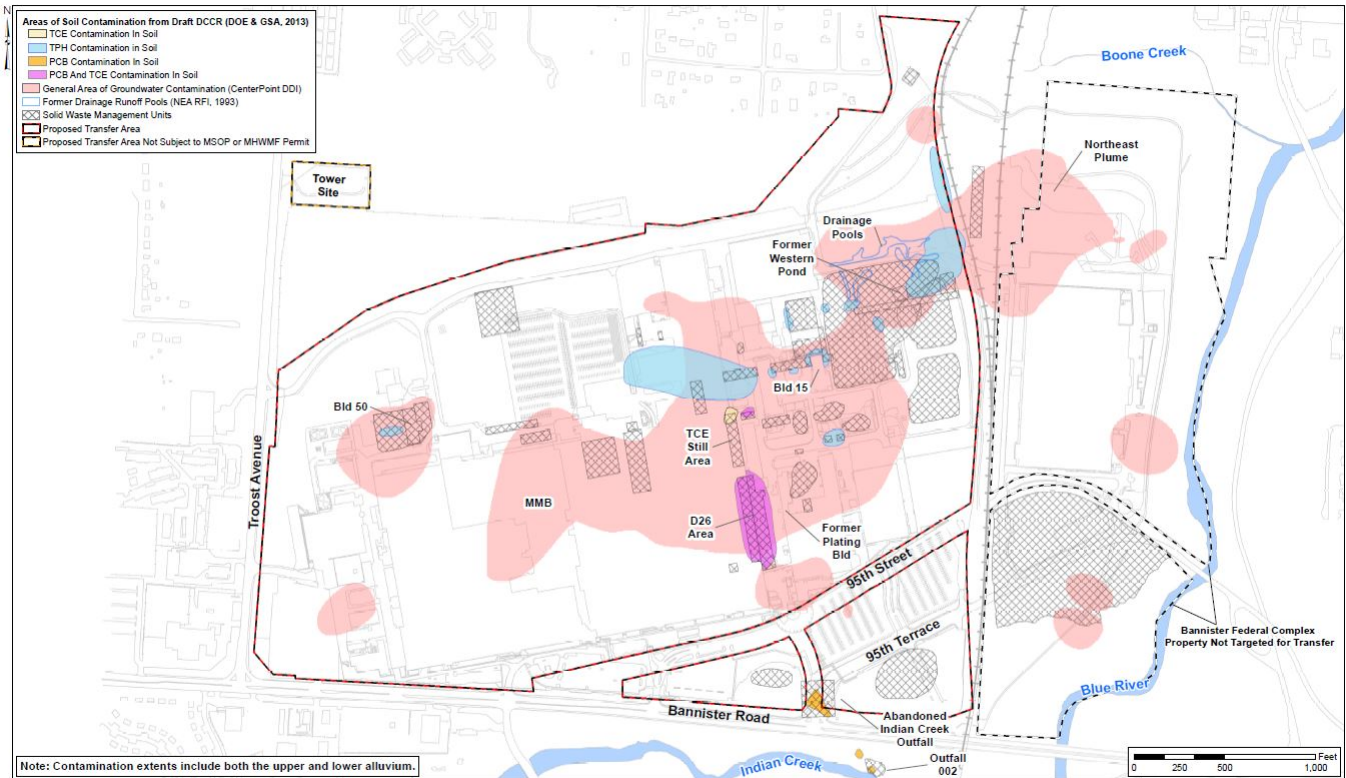 N
Areas of Soil Contamination from Draft DCCR (DOE & GSA, 2013)
TCE Contamination In Soil
TPH Contamination in Soil
PCB Contamination In Soil
PCB And TCE Contamination In Soil
General Area of Groundwater Contamination (CenterPoint DDI)
Former Drainage Runoff Pools (NEA RFI, 1993)
Solid Waste Management Units
Proposed Transfer Area
Proposed Transfer Area Not Subject to MSOP or MHWMF Permit
Boone Creek
Northeast
Plume
Tower
Site
Drainage
Pools
Former
Western
Pond
Bld 15
Bld 50
TCE
Still
Area
Troost Avenue
MMB
D26
Area
Former
Plating
Bld
95th Street
95th Terrace
Bannister Federal Complex
Property Not Targeted for Transfer
Blue River
Bannister Road
Abandoned
Indian Creek
Outfall
Outfall
002
Indian Creek
Note: Contamination extents include both the upper and lower alluvium.
Feet
0 250 500 1,000